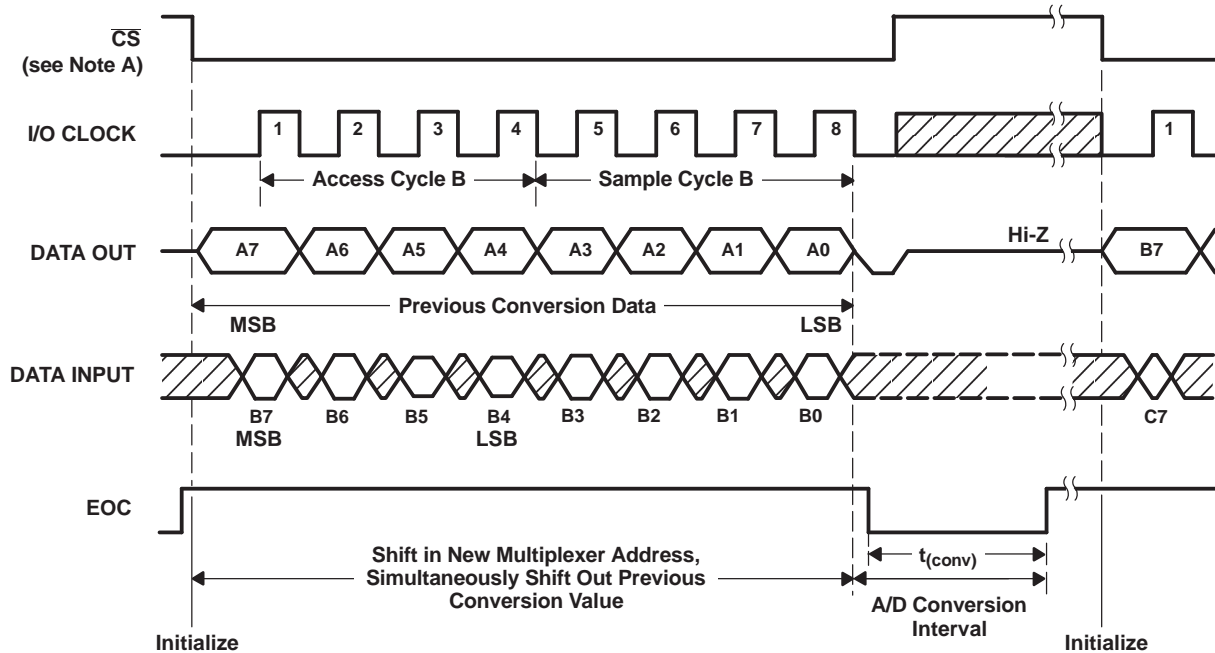 CS
(see Note A)
I/O CLOCK
1 2 3 4 5 6 7 8 1
Access Cycle B Sample Cycle B
DATA OUT
A7 A6 A5 A4 A3 A2 A1 A0 Hi-Z B7
Previous Conversion Data
MSB LSB
DATA INPUT
B7 B6 B5 B4 B3 B2 B1 B0 C7
MSB LSB
EOC
Shift in New Multiplexer Address,
Simultaneously Shift Out Previous
Conversion Value
t(conv)
A/D Conversion
Interval
Initialize Initialize